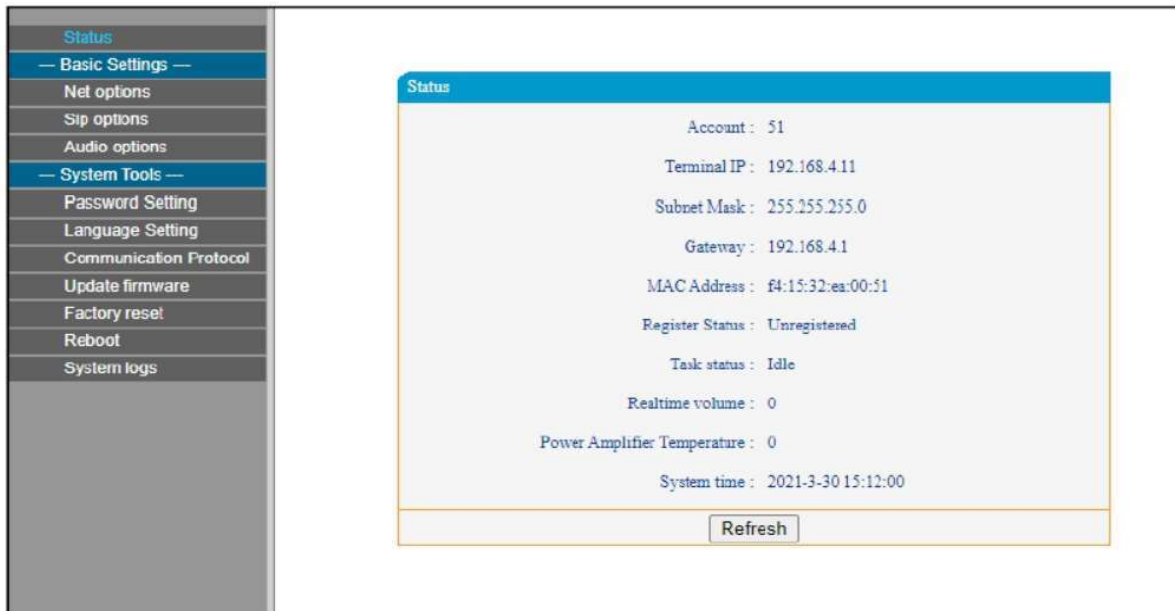 Status
— Basic Settings —
Net options
Sip options
Audio options
— System Tools —
Password Setting
Language Setting
Communication Protocol
Update firmware
Factory reset
Reboot
System logs
Status
Account : 51
Terminal IP : 192.168.4.11
Subnet Mask : 255.255.255.0
Gateway : 192.168.4.1
MAC Address : f4:15:32:ea:00:51
Register Status : Unregistered
Task status : Idle
Realtime volume : 0
Power Amplifier Temperature : 0
System time : 2021-3-30 15:12:00
Refresh